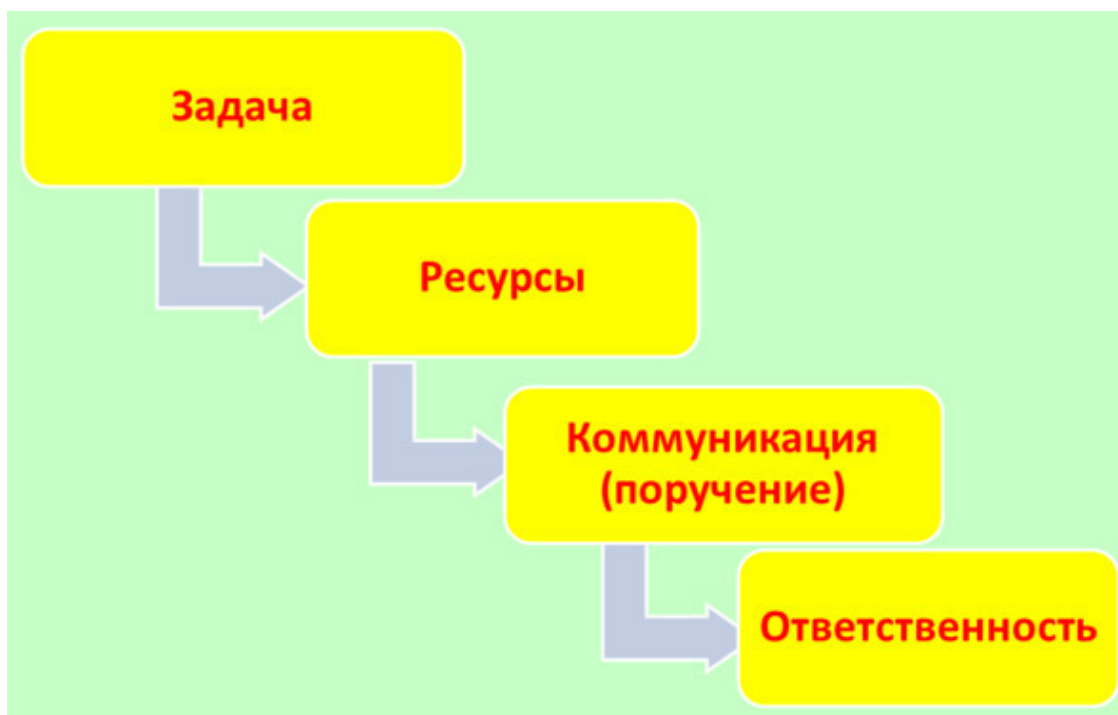 Задача
Ресурсы
Коммуникация
(поручение)
Ответственность